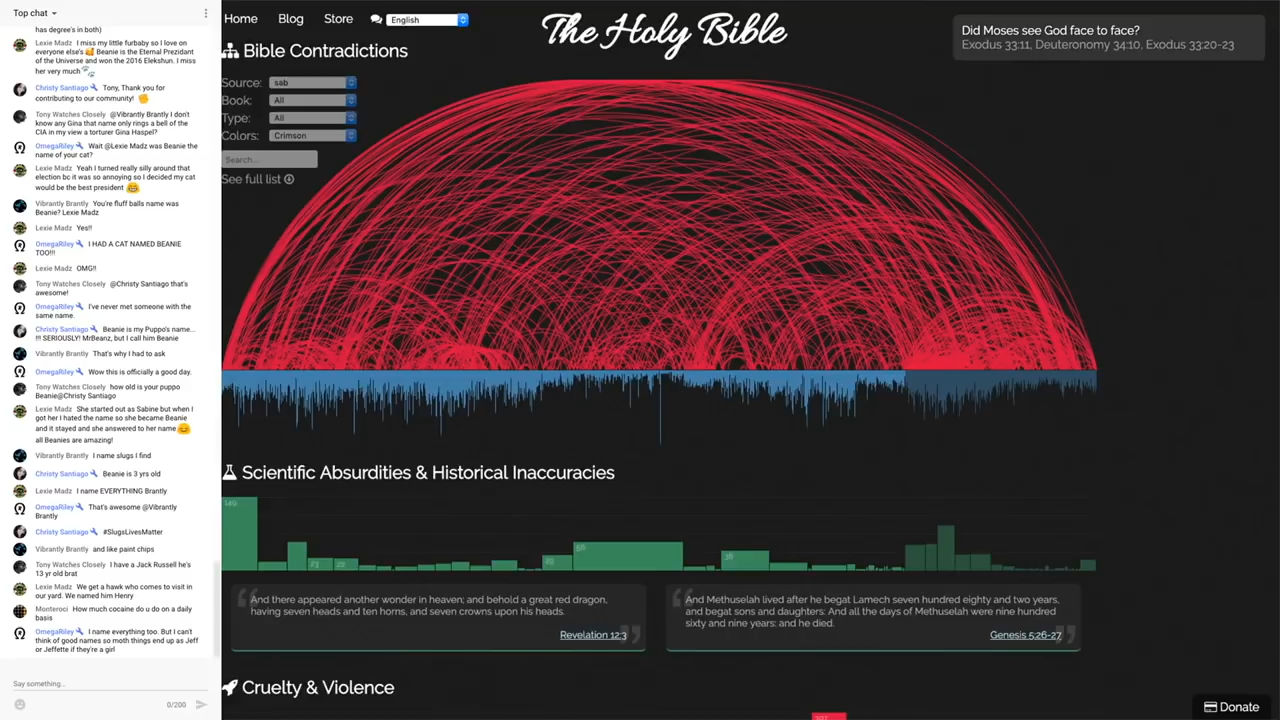 Top chat
has degree's in both)
Lexie Madz I miss my little furbaby so I love on
everyone else's Beanie is the Eternal Prezidant
of the Universe and won the 2016 Elekshun. I miss
her very much
Christy Santiago Tony, Thank you for
contributing to our community!
Tony Watches Closely @Vibrantly Brantly I don't
know any Gina that name only rings a bell of the
CIA in my view a torturer Gina Haspel?
OmegaRiley Wait @Lexie Madz was Beanie the
name of your cat?
Lexie Madz Yeah I turned really silly around that
election bc it was so annoying so I decided my cat
would be the best president
Vibrantly Brantly You're fluff balls name was
Beanie? Lexie Madz
Lexie Madz Yes!!
OmegaRiley I HAD A CAT NAMED BEANIE
TOO!!!
Lexie Madz OMG!!
Tony Watches Closely @Christy Santiago that's
awesome!
OmegaRiley I've never met someone with the
same name.
Christy Santiago Beanie is my Puppo's name...
!!! SERIOUSLY! MrBeanz, but I call him Beanie
Vibrantly Brantly That's why I had to ask
OmegaRiley Wow this is officially a good day.
Tony Watches Closely how old is your puppo
Beanie@Christy Santiago
Lexie Madz She started out as Sabine but when I
got her I hated the name so she became Beanie
and it stayed and she answered to her name
all Beanies are amazing!
Vibrantly Brantly I name slugs I find
Christy Santiago Beanie is 3 yrs old
Lexie Madz I name EVERYTHING Brantly
OmegaRiley That's awesome @Vibrantly
Brantly
Christy Santiago #SlugsLivesMatter
Vibrantly Brantly and like paint chips
Tony Watches Closely I have a Jack Russell he's
13 yr old brat
Lexie Madz We get a hawk who comes to visit in
our yard. We named him Henry
Monteroci How much cocaine do u do on a daily
basis
OmegaRiley I name everything too. But I can't
think of good names so moth things end up as Jeff
or Jeffette if they're a girl
Say something...
0/200
Home Blog Store English
The Holy Bible
Did Moses see God face to face?
Exodus 33:11, Deuteronomy 34:10, Exodus 33:20-23
Bible Contradictions
Source: sab
Book: All
Type: All
Colors: Crimson
Search...
See full list
Scientific Absurdities & Historical Inaccuracies
149
23 22
29 56
38
And there appeared another wonder in heaven; and behold a great red dragon,
having seven heads and ten horns, and seven crowns upon his heads.
Revelation 12:3
And Methuselah lived after he begat Lamech seven hundred eighty and two years,
and begat sons and daughters: And all the days of Methuselah were nine hundred
sixty and nine years: and he died.
Genesis 5:26-27
Cruelty & Violence
Donate